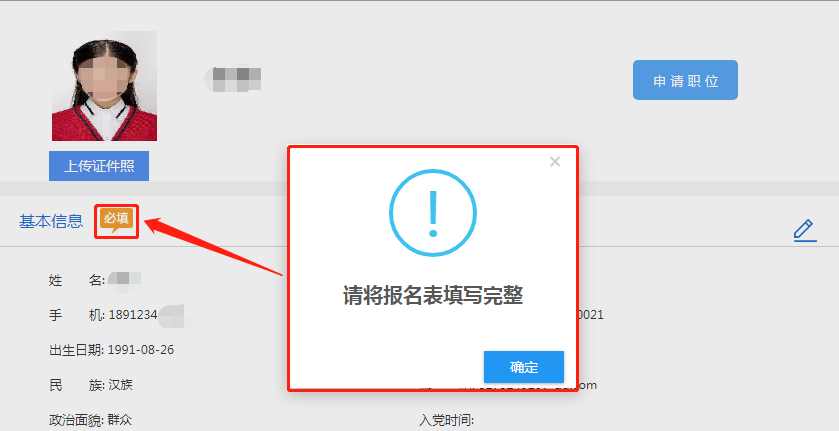 申请职位
上传证件照
×
基本信息 必填
请将报名表填写完整
姓 名:
手 机: 1891234
0021
出生日期: 1991-08-26
确定
民 族: 汉族
om
政治面貌: 群众
入党时间: